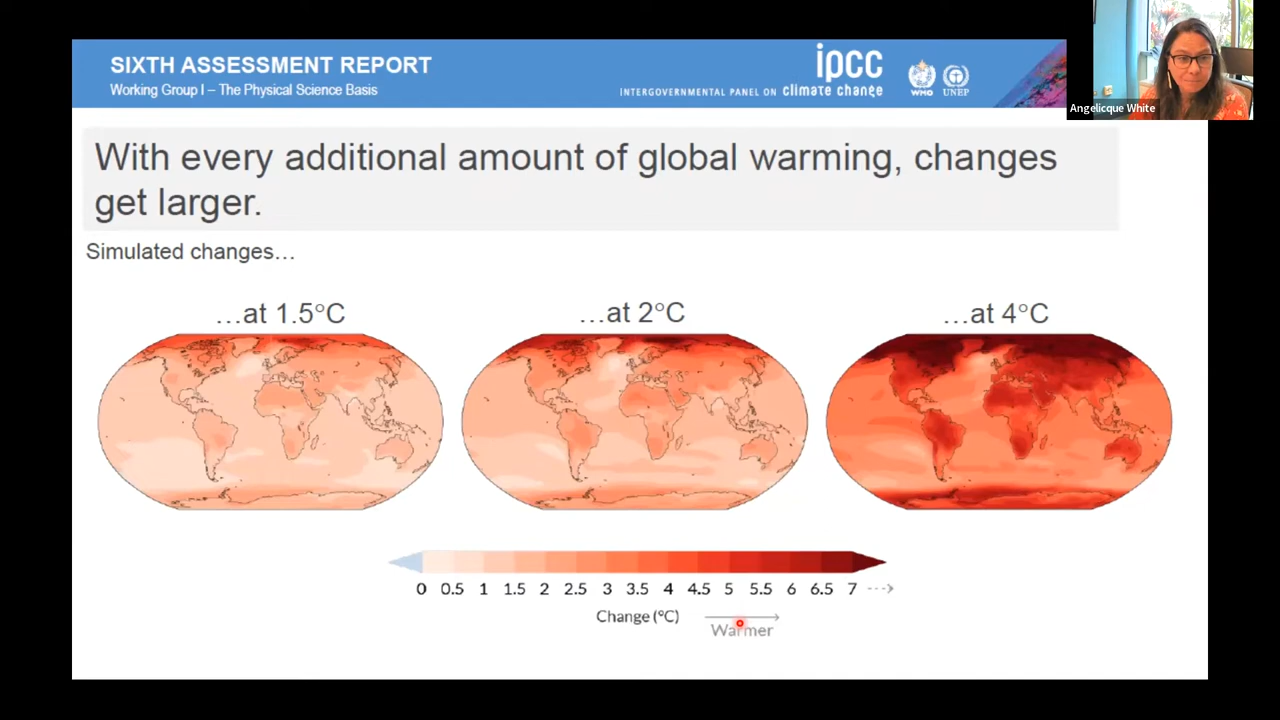 SIXTH ASSESSMENT REPORT
Working Group I – The Physical Science Basis
ipcc
INTERGOVERNMENTAL PANEL ON climate change
WMO
UNEP
Angelicque White
With every additional amount of global warming, changes
get larger.
Simulated changes…
…at 1.5°C
…at 2°C
…at 4°C
0 0.5 1 1.5 2 2.5 3 3.5 4 4.5 5 5.5 6 6.5 7
Change (°C)
Warmer